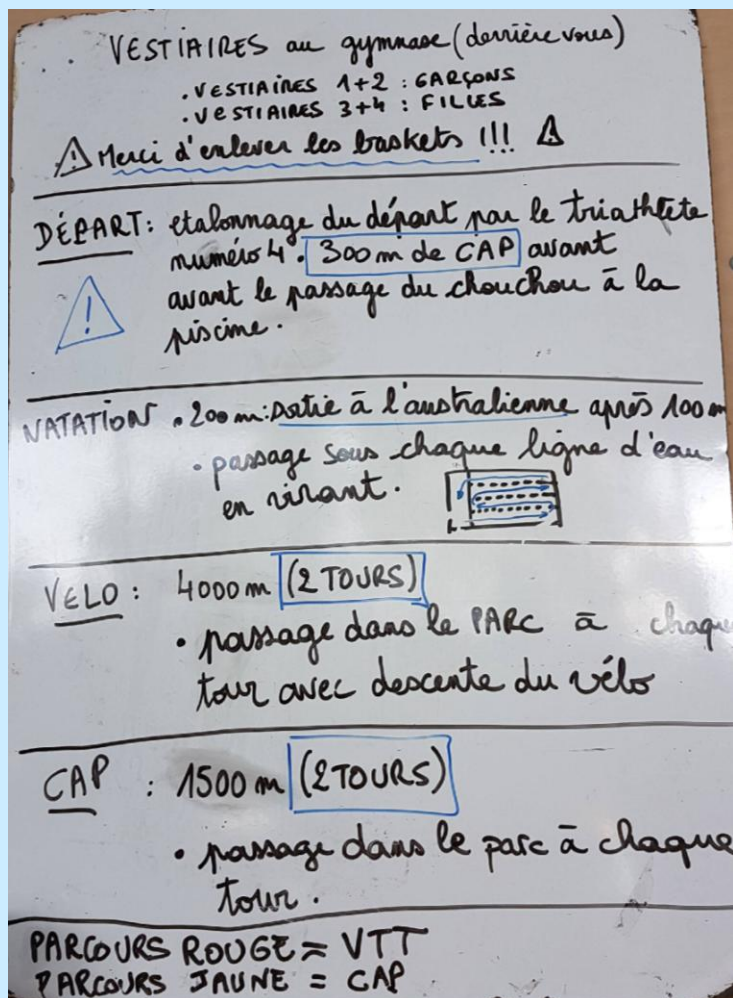 VESTIAIRES au gymnase (derrière vous)
. VESTIAIRES 1+2 : GARÇONS
. VESTIAIRES 3+4 : FILLES
⚠ Merci d'enlever les baskets !!! ⚠
DÉPART : etalonnage du départ par le triathlète
numéro 4 . 300 m de CAP avant
avant le passage du chouchou à la
piscine .
!
NATATION . 200 m : sortie à l'australienne après 100 m
. passage sous chaque ligne d'eau
en virant .
VELO : 4000 m (2 TOURS)
. passage dans le PARC à chaque
tour avec descente du vélo
CAP : 1500 m (2 TOURS)
. passage dans le parc à chaque
tour .
PARCOURS ROUGE = VTT
PARCOURS JAUNE = CAP